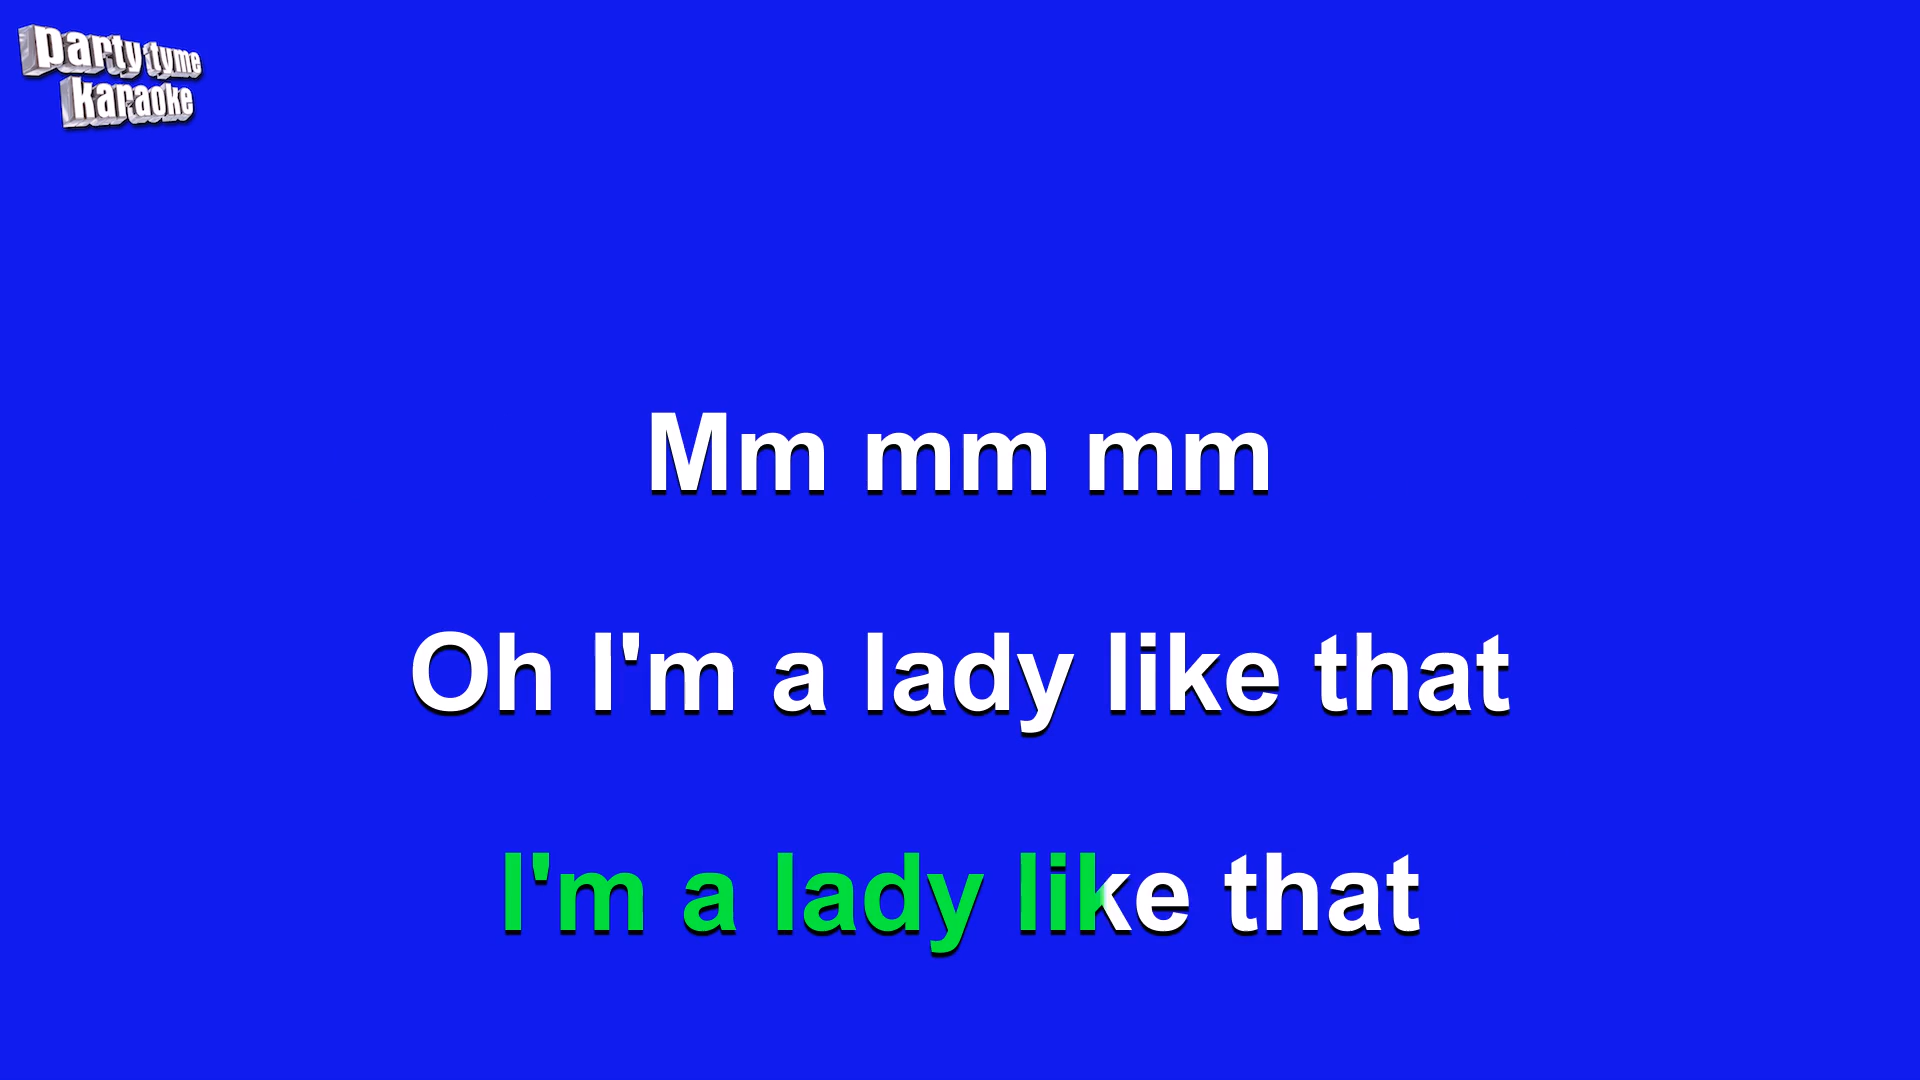 party tyme
karaoke
Mm mm mm
Oh I'm a lady like that
I'm a lady like that